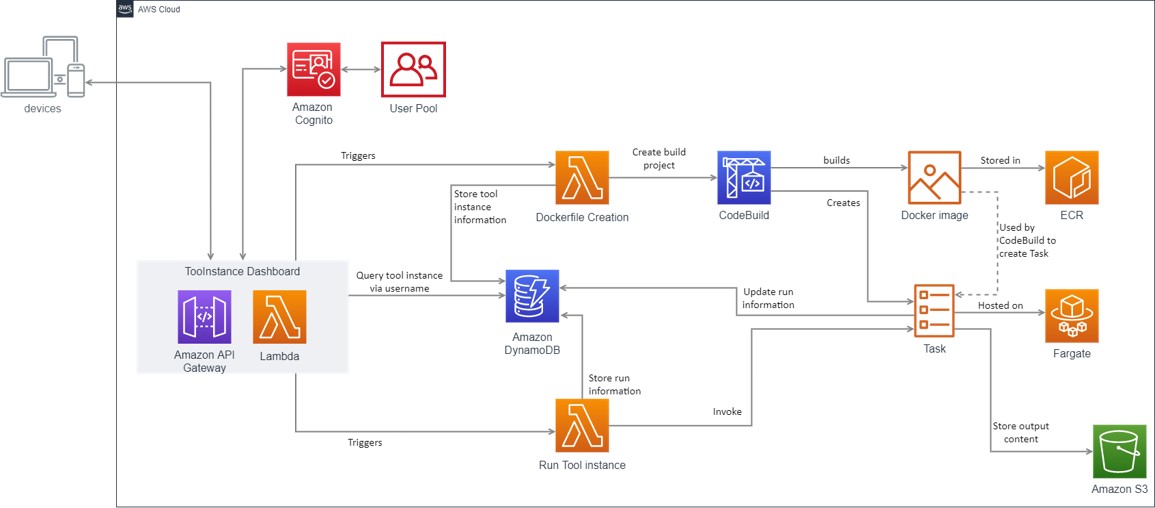 aws
AWS Cloud
devices
Amazon
Cognito
User Pool
Triggers
Create build
project
builds
Stored in
Dockerfile Creation
CodeBuild
Docker image
ECR
Store tool
instance
information
Creates
Used by
CodeBuild to
create Task
ToolInstance Dashboard
Amazon API
Gateway
Lambda
Query tool instance
via username
Amazon
DynamoDB
Update run
information
Hosted on
Task
Fargate
Store run
information
Invoke
Triggers
Run Tool instance
Store output
content
Amazon S3